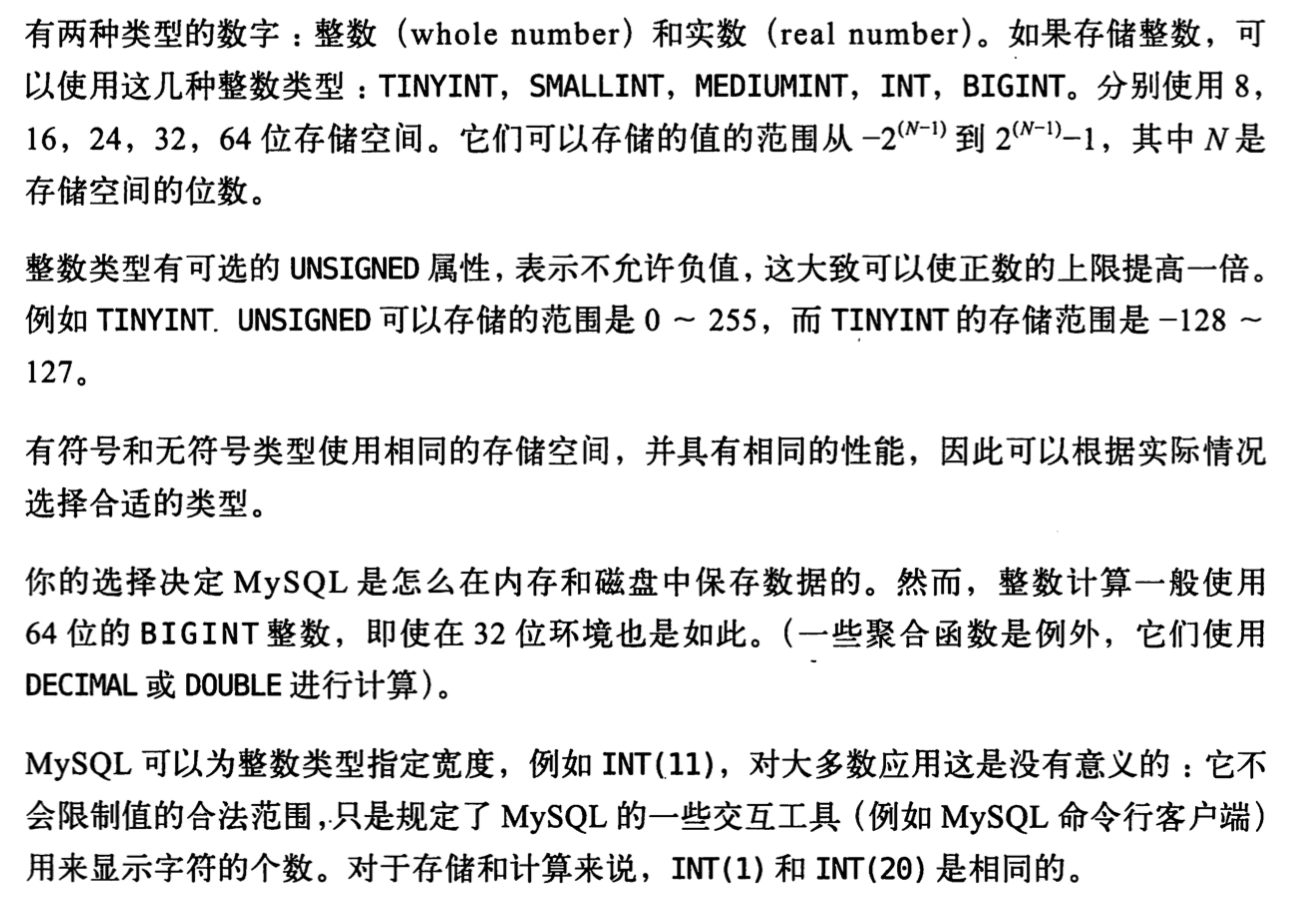 有两种类型的数字：整数（whole number）和实数（real number）。如果存储整数，可
以使用这几种整数类型：TINYINT，SMALLINT，MEDIUMINT，INT，BIGINT。分别使用 8，
16，24，32，64 位存储空间。它们可以存储的值的范围从 −2^(N−1) 到 2^(N−1)−1，其中 N 是
存储空间的位数。
整数类型有可选的 UNSIGNED 属性，表示不允许负值，这大致可以使正数的上限提高一倍。
例如 TINYINT. UNSIGNED 可以存储的范围是 0 ~ 255，而 TINYINT 的存储范围是 −128 ~
127。
有符号和无符号类型使用相同的存储空间，并具有相同的性能，因此可以根据实际情况
选择合适的类型。
你的选择决定 MySQL 是怎么在内存和磁盘中保存数据的。然而，整数计算一般使用
64 位的 BIGINT 整数，即使在 32 位环境也是如此。（一些聚合函数是例外，它们使用
DECIMAL 或 DOUBLE 进行计算）。
MySQL 可以为整数类型指定宽度，例如 INT(11)，对大多数应用这是没有意义的：它不
会限制值的合法范围，只是规定了 MySQL 的一些交互工具（例如 MySQL 命令行客户端）
用来显示字符的个数。对于存储和计算来说，INT(1) 和 INT(20) 是相同的。